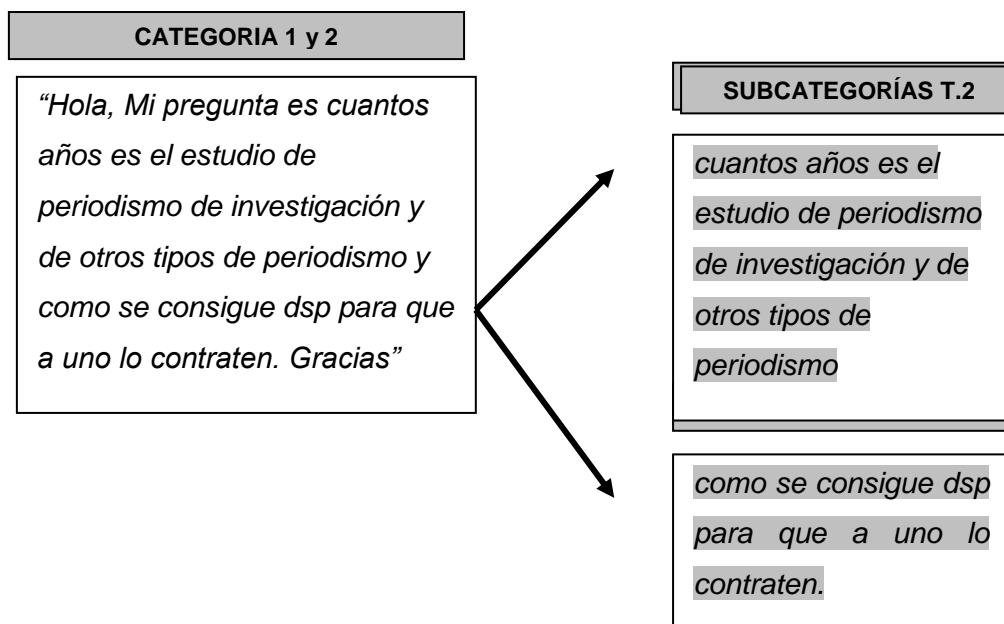 CATEGORIA 1 y 2
“Hola, Mi pregunta es cuantos
años es el estudio de
periodismo de investigación y
de otros tipos de periodismo y
como se consigue dsp para que
a uno lo contraten. Gracias”
SUBCATEGORÍAS T.2
cuantos años es el
estudio de periodismo
de investigación y de
otros tipos de
periodismo
como se consigue dsp
para que a uno lo
contraten.